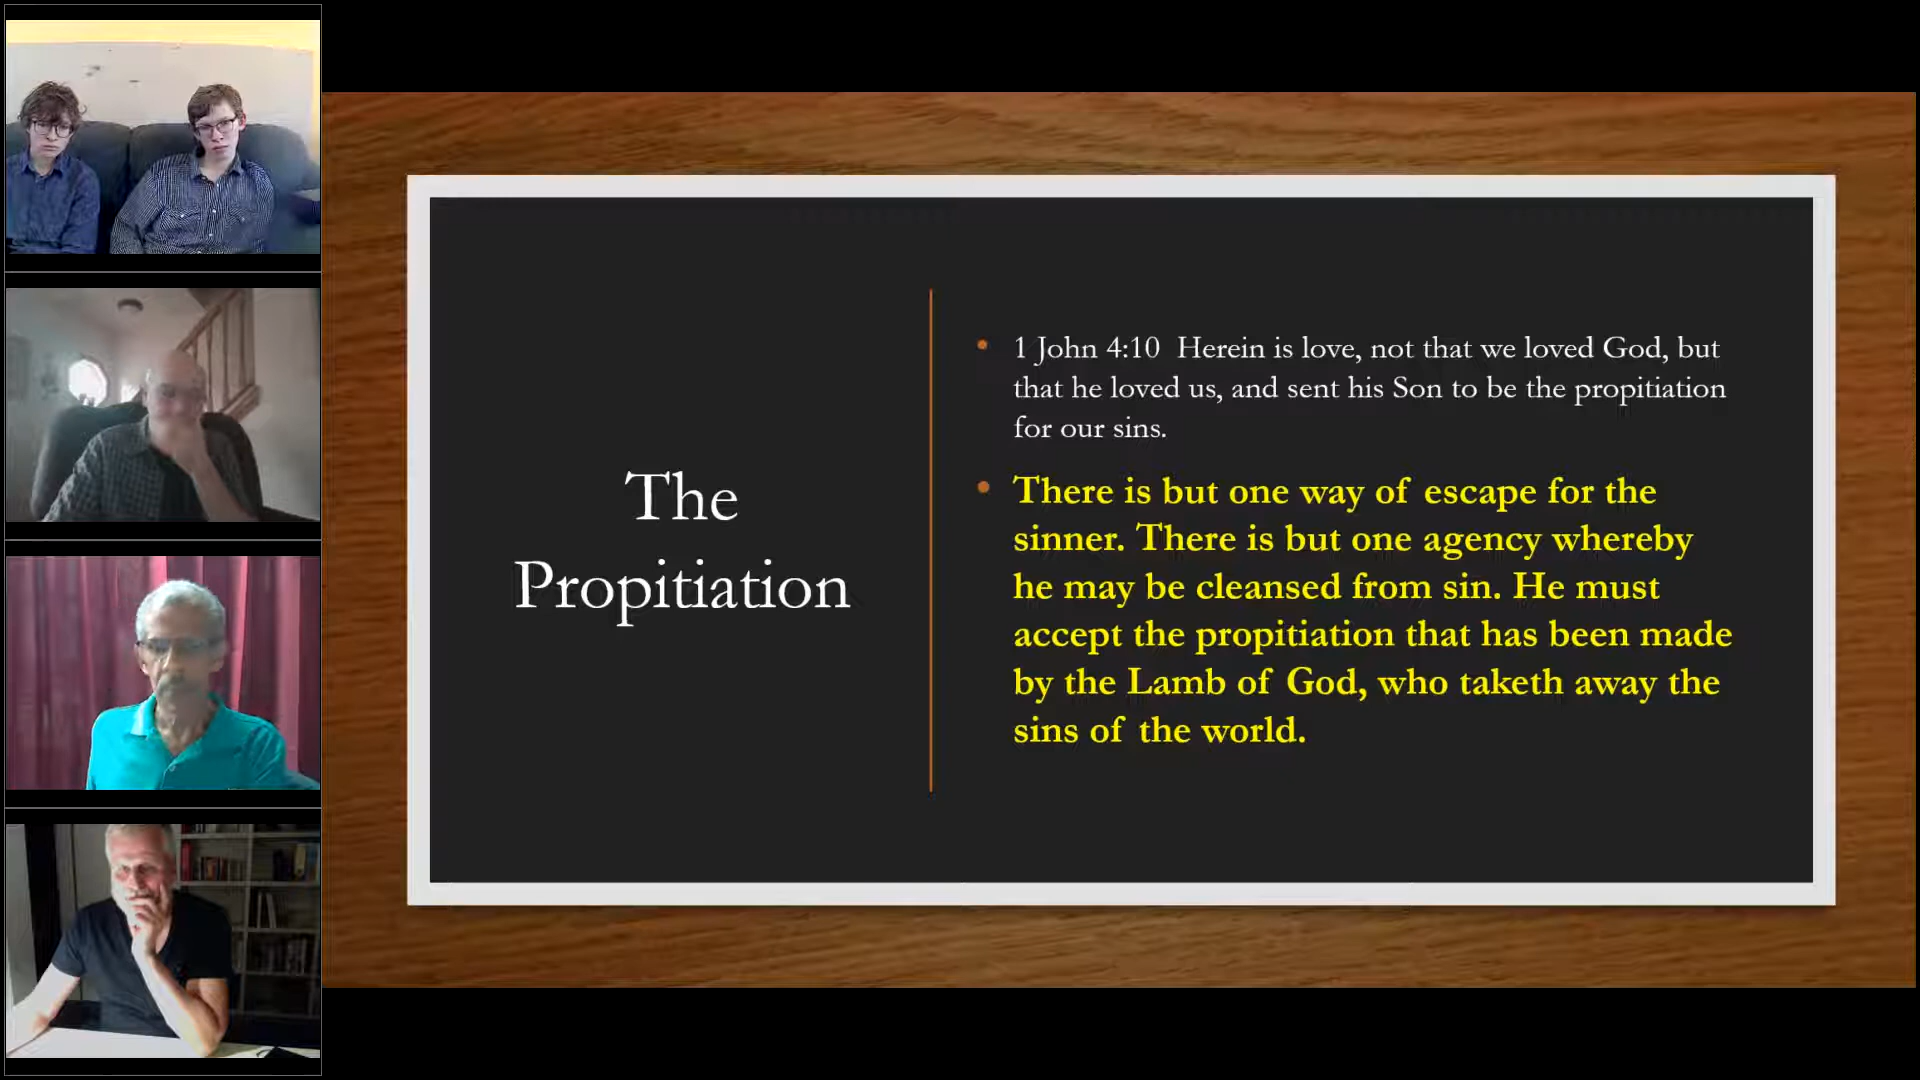 The
Propitiation
• 1 John 4:10  Herein is love, not that we loved God, but
that he loved us, and sent his Son to be the propitiation
for our sins.
• There is but one way of escape for the
sinner. There is but one agency whereby
he may be cleansed from sin. He must
accept the propitiation that has been made
by the Lamb of God, who taketh away the
sins of the world.